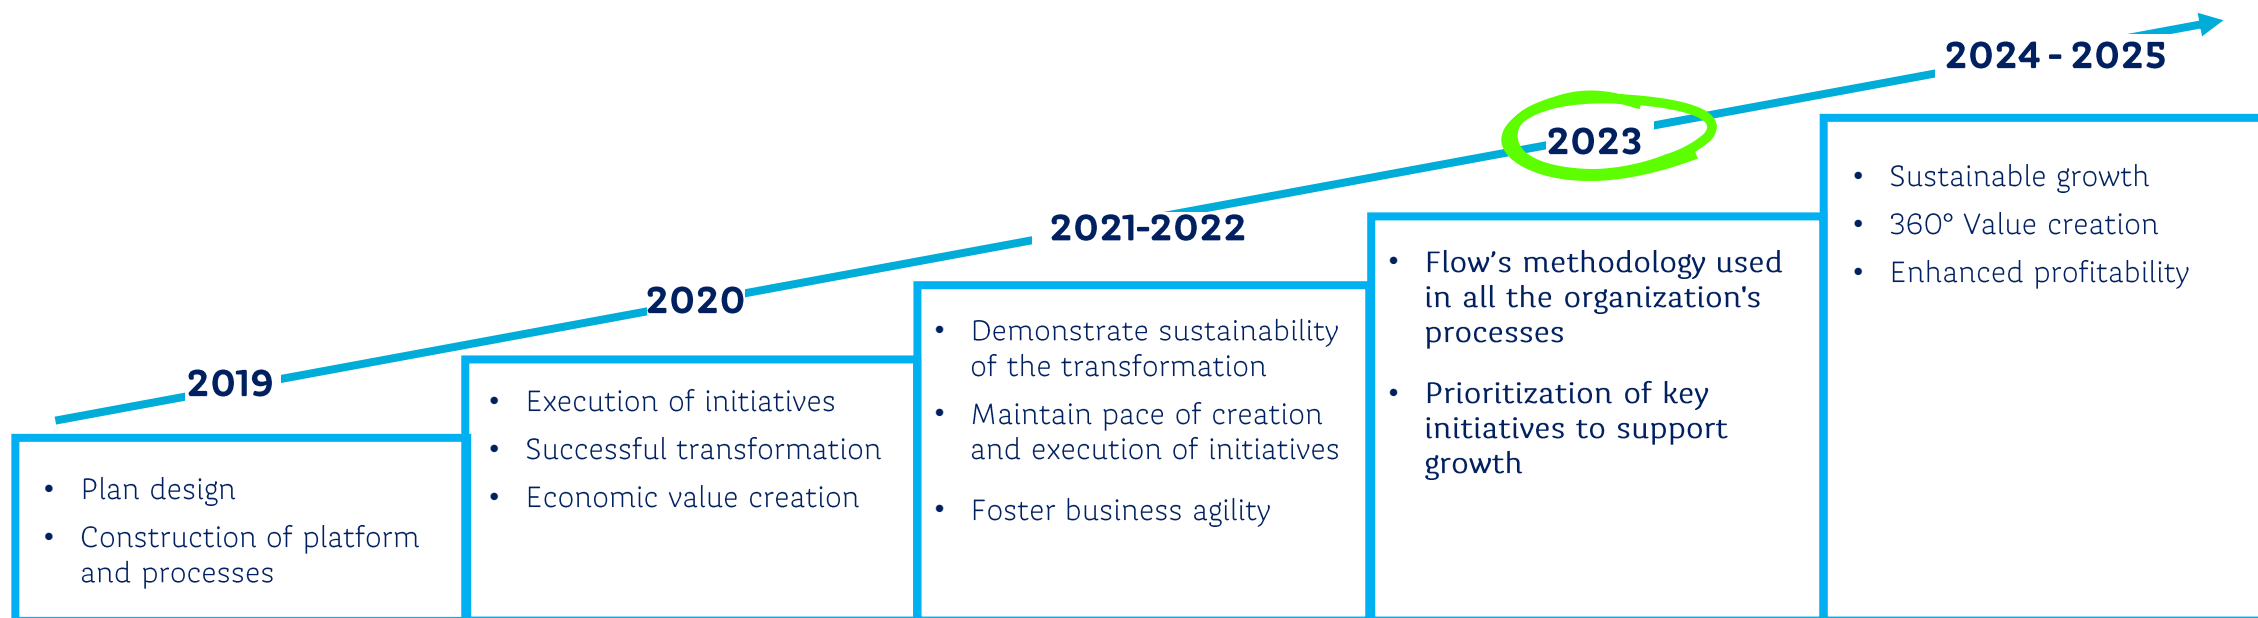 2019
• Plan design
• Construction of platform
and processes
2020
• Execution of initiatives
• Successful transformation
• Economic value creation
2021-2022
• Demonstrate sustainability
of the transformation
• Maintain pace of creation
and execution of initiatives
• Foster business agility
2023
• Flow’s methodology used
in all the organization's
processes
• Prioritization of key
initiatives to support
growth
2024 - 2025
• Sustainable growth
• 360° Value creation
• Enhanced profitability